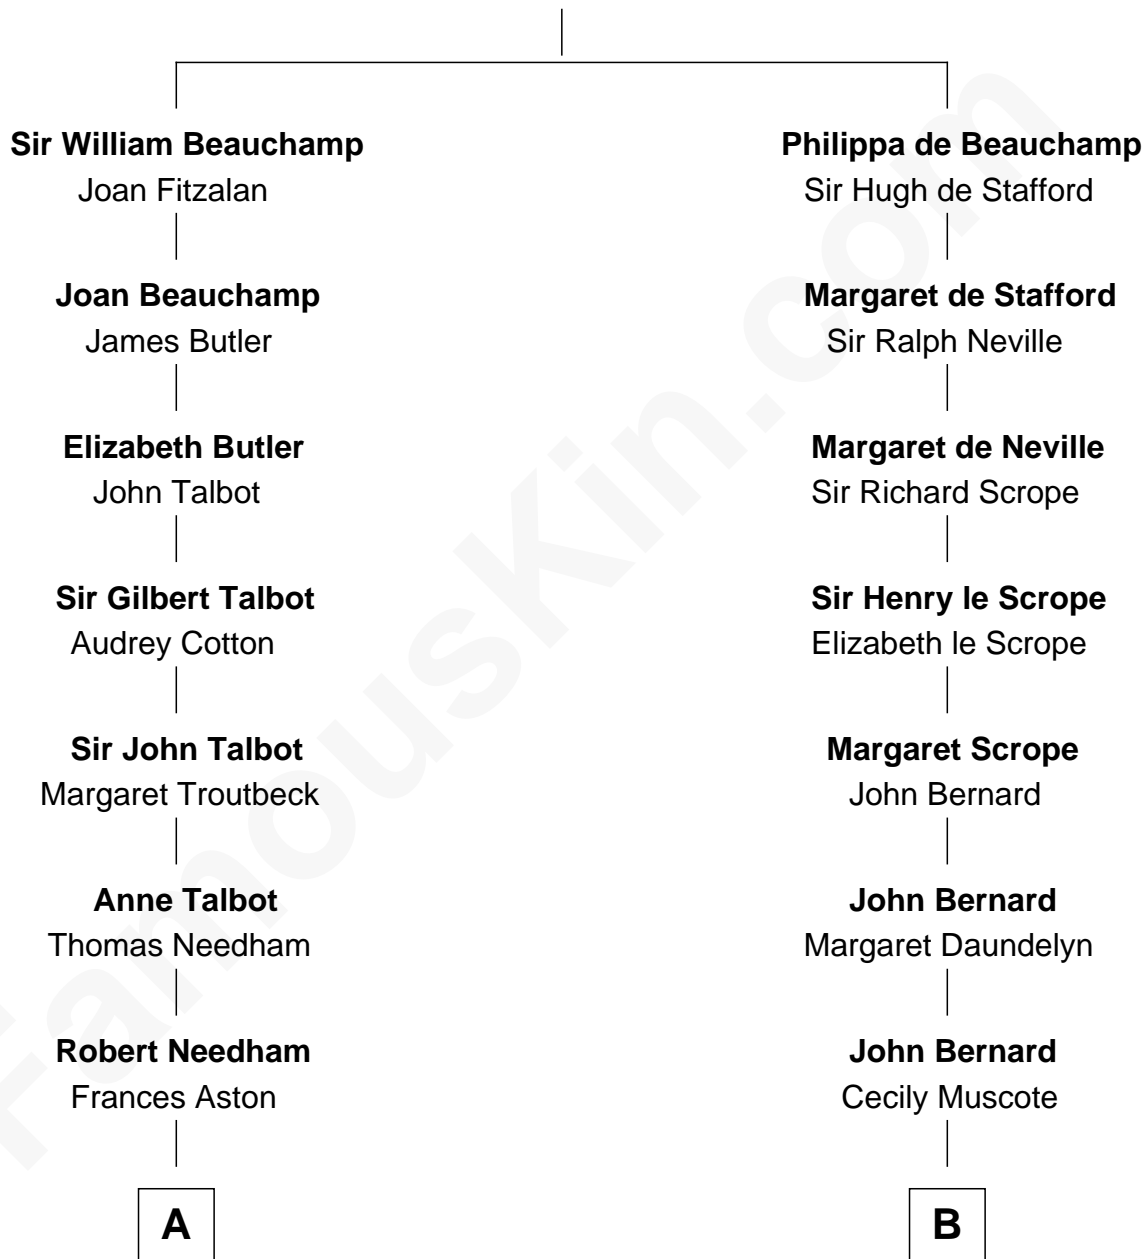 Sir William Beauchamp
Joan Fitzalan
Joan Beauchamp
James Butler
Elizabeth Butler
John Talbot
Sir Gilbert Talbot
Audrey Cotton
Sir John Talbot
Margaret Troutbeck
Anne Talbot
Thomas Needham
Robert Needham
Frances Aston
A
Philippa de Beauchamp
Sir Hugh de Stafford
Margaret de Stafford
Sir Ralph Neville
Margaret de Neville
Sir Richard Scrope
Sir Henry le Scrope
Elizabeth le Scrope
Margaret Scrope
John Bernard
John Bernard
Margaret Daundelyn
John Bernard
Cecily Muscote
B
FamousKin.com